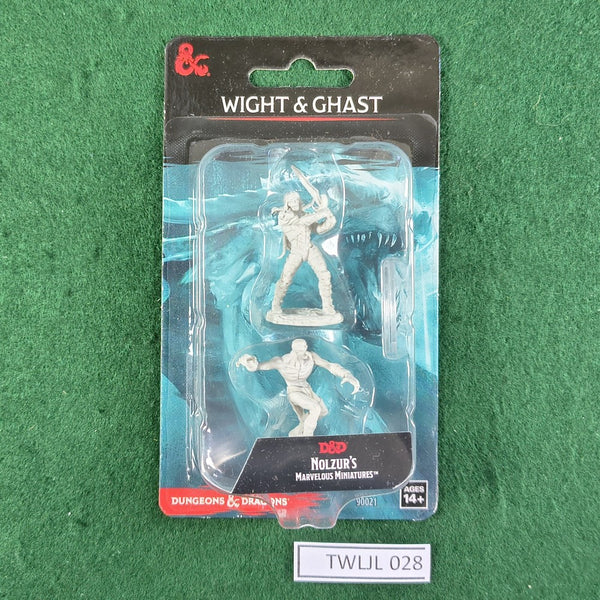 WIGHT & GHAST
D&D
NOLZUR'S
MARVELOUS MINIATURES™
DUNGEONS & DRAGONS
90021
AGES
14+
TWLJL 028